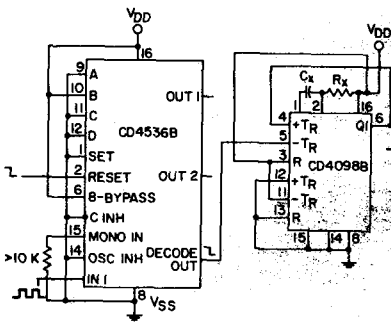 VDD
16
9 A
10 B
11 C
12 D
1 SET
2 RESET
6 8-BYPASS
C INH
15 MONO IN
14 OSC INH
IN 1
>10 K
CD4536B
OUT 1
OUT 2
DECODE
OUT
8 VSS
VDD
CX RX
1 2 16
4 +TR
5 -TR
3 R
12 +TR
11 -TR
13 R
Q1 6
CD4098B
15 14 8